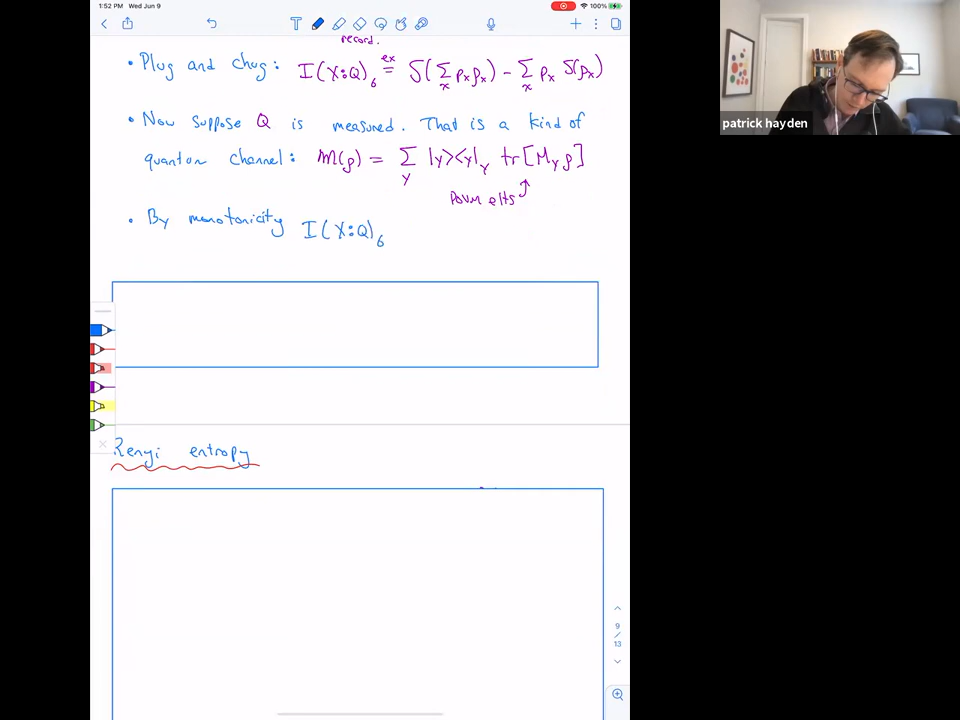 1:52 PM Wed Jun 9
100%
record.
• Plug and chug: I(X:Q)_6 =^{ex} S(Σ_x p_x ρ_x) - Σ_x p_x S(ρ_x)
• Now suppose Q is measured. That is a kind of
quantum channel: M(ρ) = Σ_y |y><y|_Y tr[M_y ρ]
POVM elts
• By monotonicity I(X:Q)_6
Renyi entropy
patrick hayden
9
/
13